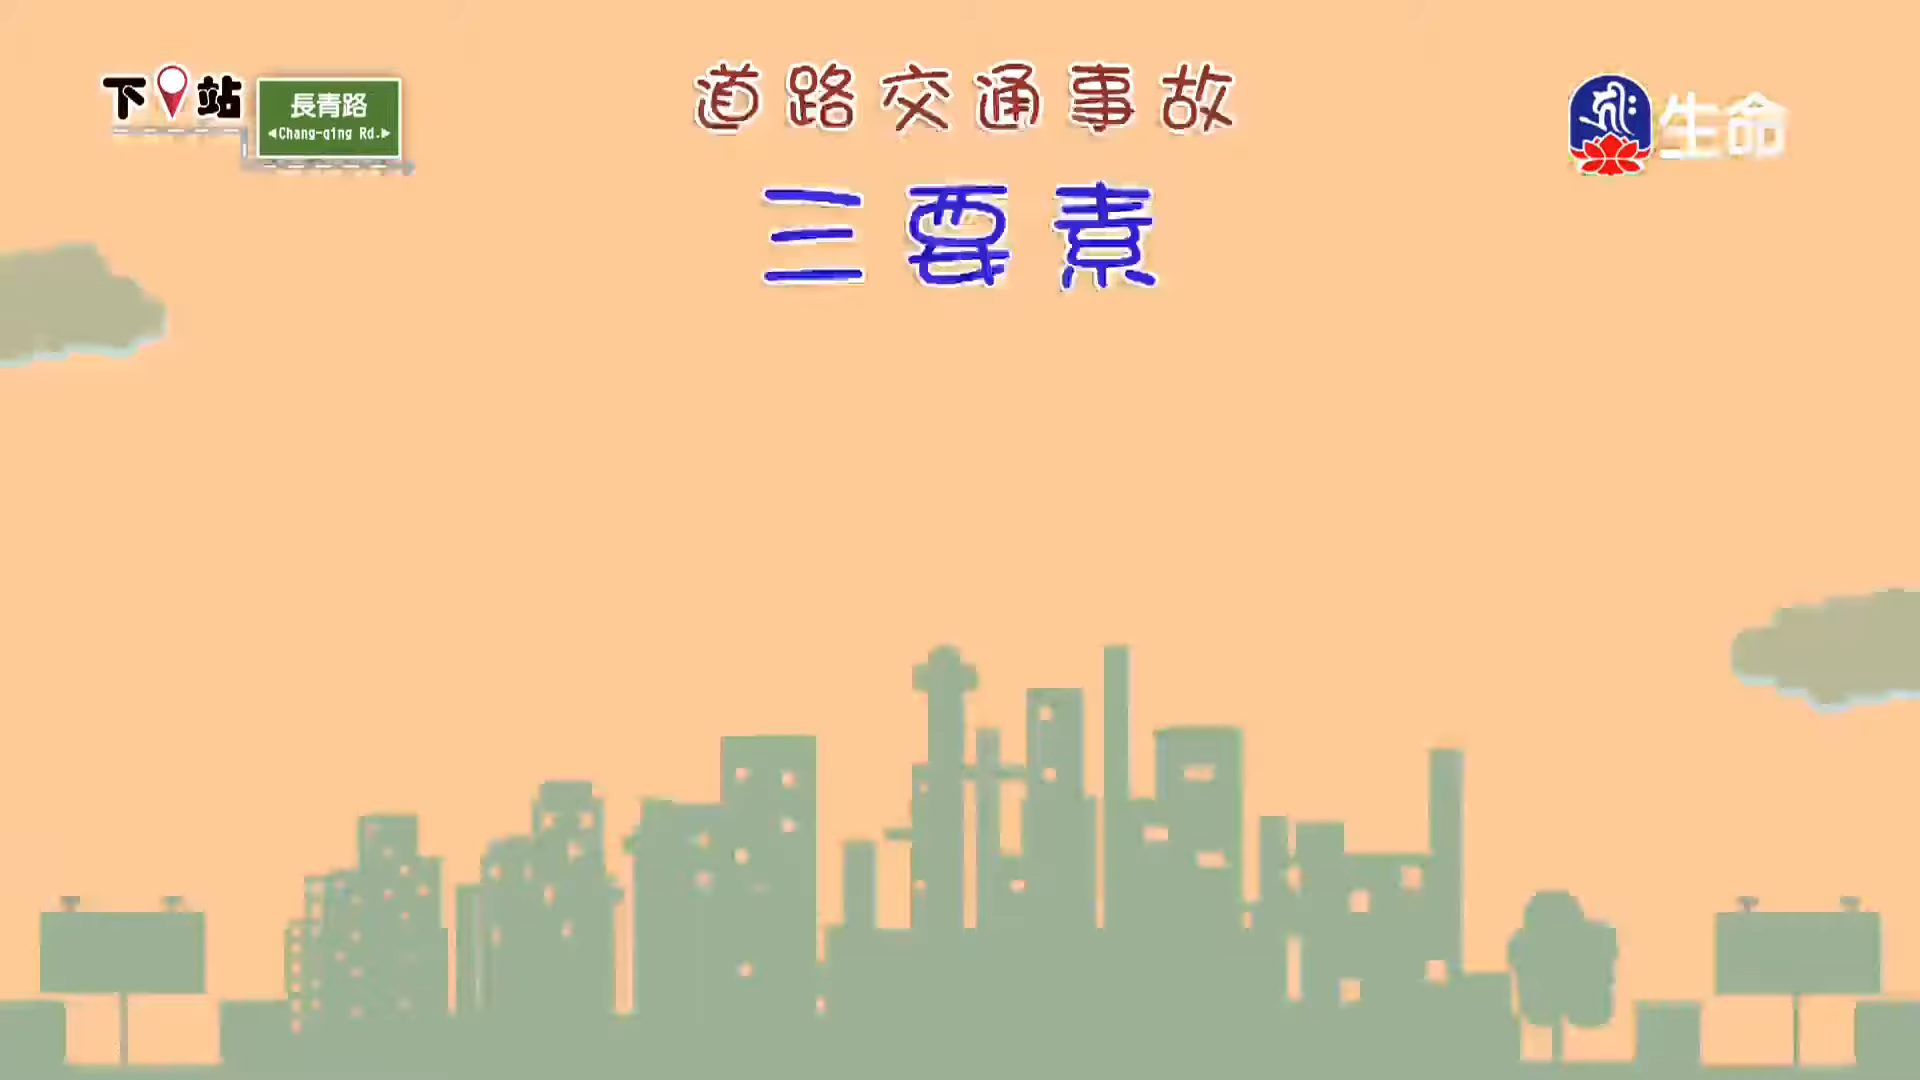 下站
長青路
Chang-qing Rd.
道路交通事故
三要素
生命